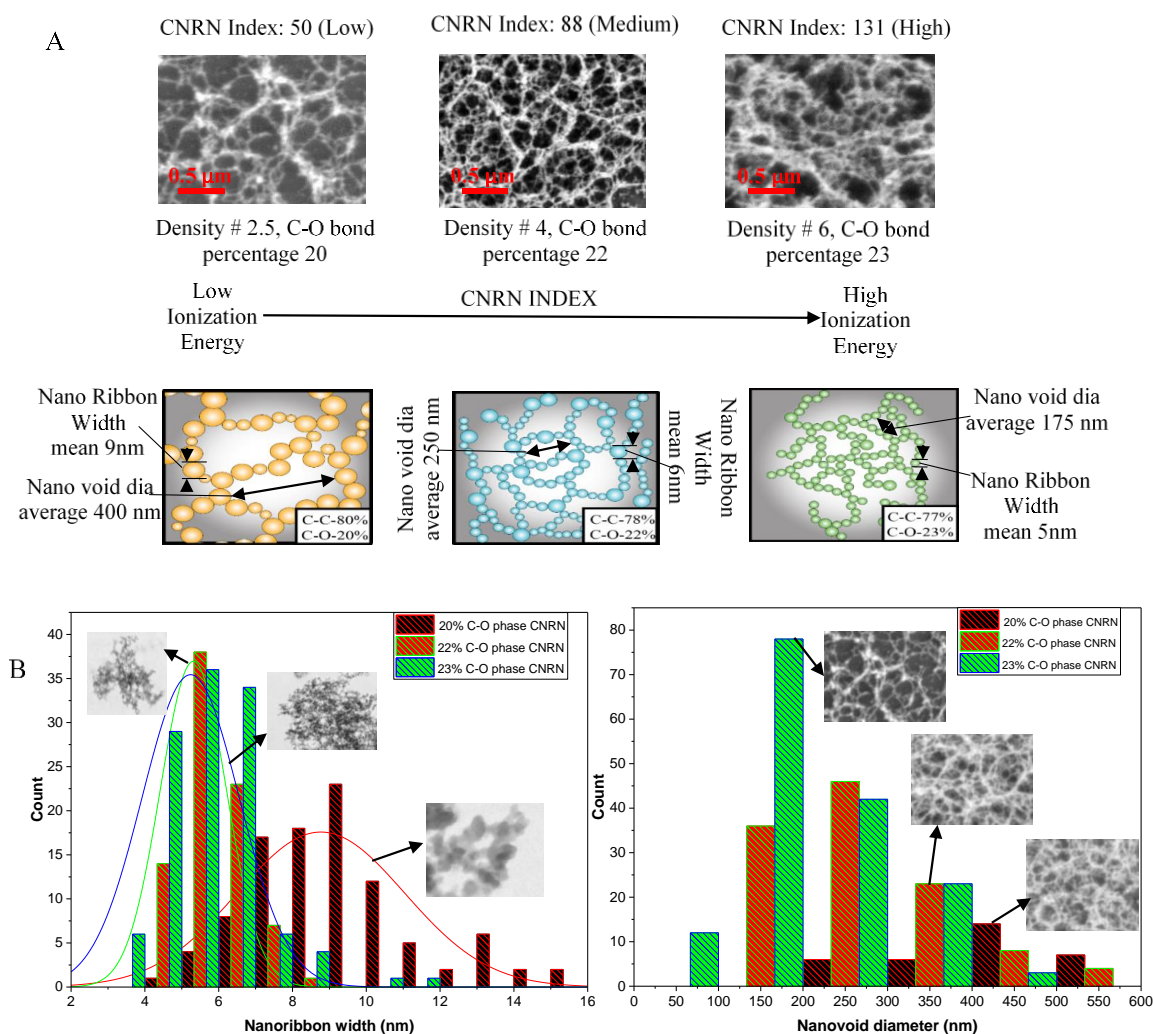 A
CNRN Index: 50 (Low)
CNRN Index: 88 (Medium)
CNRN Index: 131 (High)
0.5 µm
0.5 µm
0.5 µm
Density # 2.5, C-O bond
percentage 20
Density # 4, C-O bond
percentage 22
Density # 6, C-O bond
percentage 23
Low
Ionization
Energy
CNRN INDEX
High
Ionization
Energy
Nano Ribbon
Width
mean 9nm
Nano void dia
average 400 nm
C-C-80%
C-O-20%
Nano void dia
average 250 nm
C-C-78%
C-O-22%
mean 6nm
Width
Nano Ribbon
C-C-77%
C-O-23%
Nano void dia
average 175 nm
Nano Ribbon
Width
mean 5nm
B
20% C-O phase CNRN
22% C-O phase CNRN
23% C-O phase CNRN
Count
40
35
30
25
20
15
10
5
0
2 4 6 8 10 12 14 16
Nanoribbon width (nm)
20% C-O phase CNRN
22% C-O phase CNRN
23% C-O phase CNRN
Count
80
70
60
50
40
30
20
10
0
0 50 100 150 200 250 300 350 400 450 500 550 600
Nanovoid diameter (nm)